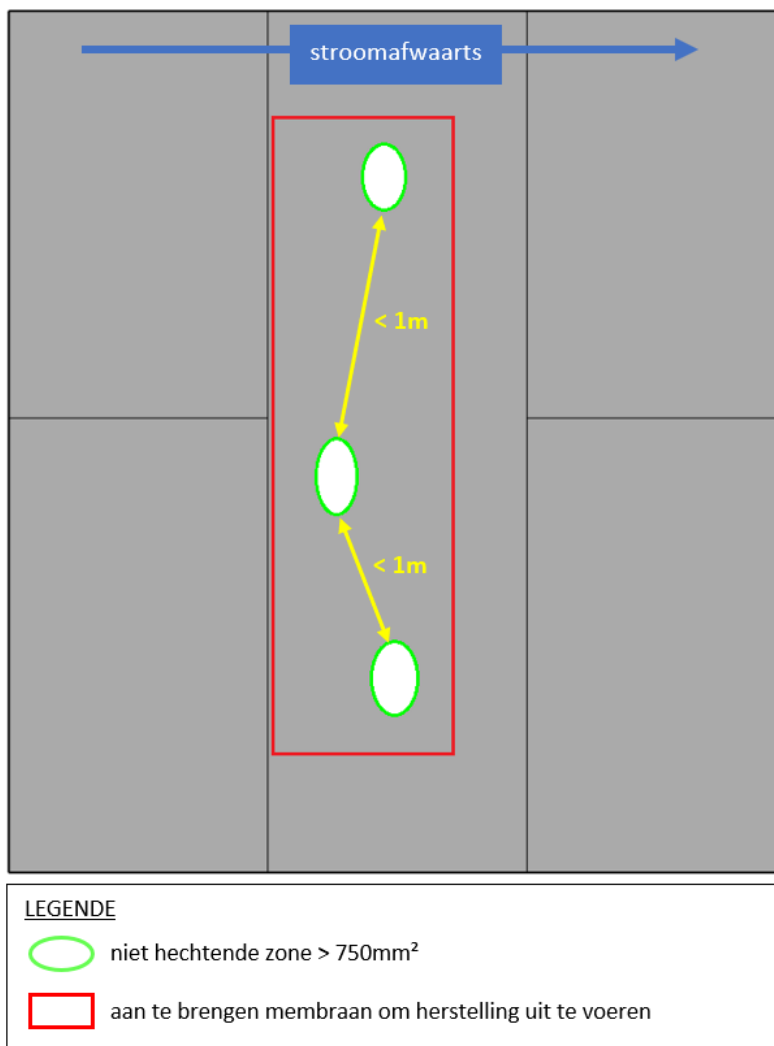 stroomafwaarts
< 1m
< 1m
LEGENDE
niet hechtende zone > 750mm²
aan te brengen membraan om herstelling uit te voeren